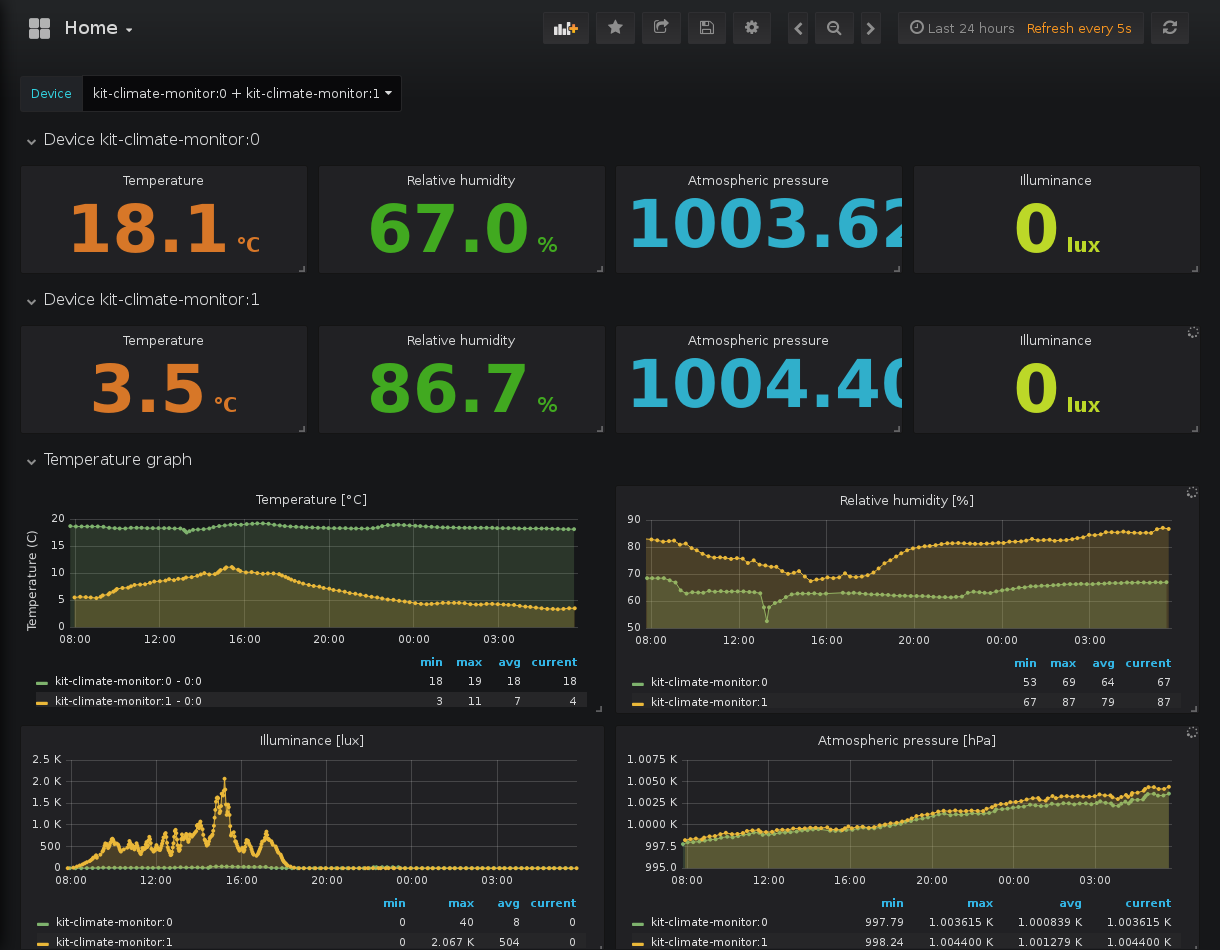 Home
Last 24 hours Refresh every 5s
Device kit-climate-monitor:0 + kit-climate-monitor:1
Device kit-climate-monitor:0
Temperature Relative humidity Atmospheric pressure Illuminance
18.1 °C 67.0 % 1003.62 0 lux
Device kit-climate-monitor:1
Temperature Relative humidity Atmospheric pressure Illuminance
3.5 °C 86.7 % 1004.40 0 lux
Temperature graph
Temperature [°C]
Temperature (C)
20
15
10
5
0
08:00 12:00 16:00 20:00 00:00 03:00
min max avg current
kit-climate-monitor:0 - 0:0 18 19 18 18
kit-climate-monitor:1 - 0:0 3 11 7 4
Relative humidity [%]
90
80
70
60
50
08:00 12:00 16:00 20:00 00:00 03:00
min max avg current
kit-climate-monitor:0 53 69 64 67
kit-climate-monitor:1 67 87 79 87
Illuminance [lux]
2.5 K
2.0 K
1.5 K
1.0 K
500
0
08:00 12:00 16:00 20:00 00:00 03:00
min max avg current
kit-climate-monitor:0 0 40 8 0
kit-climate-monitor:1 0 2.067 K 504 0
Atmospheric pressure [hPa]
1.0075 K
1.0050 K
1.0025 K
1.0000 K
997.5
995.0
08:00 12:00 16:00 20:00 00:00 03:00
min max avg current
kit-climate-monitor:0 997.79 1.003615 K 1.000839 K 1.003615 K
kit-climate-monitor:1 998.24 1.004400 K 1.001279 K 1.004400 K